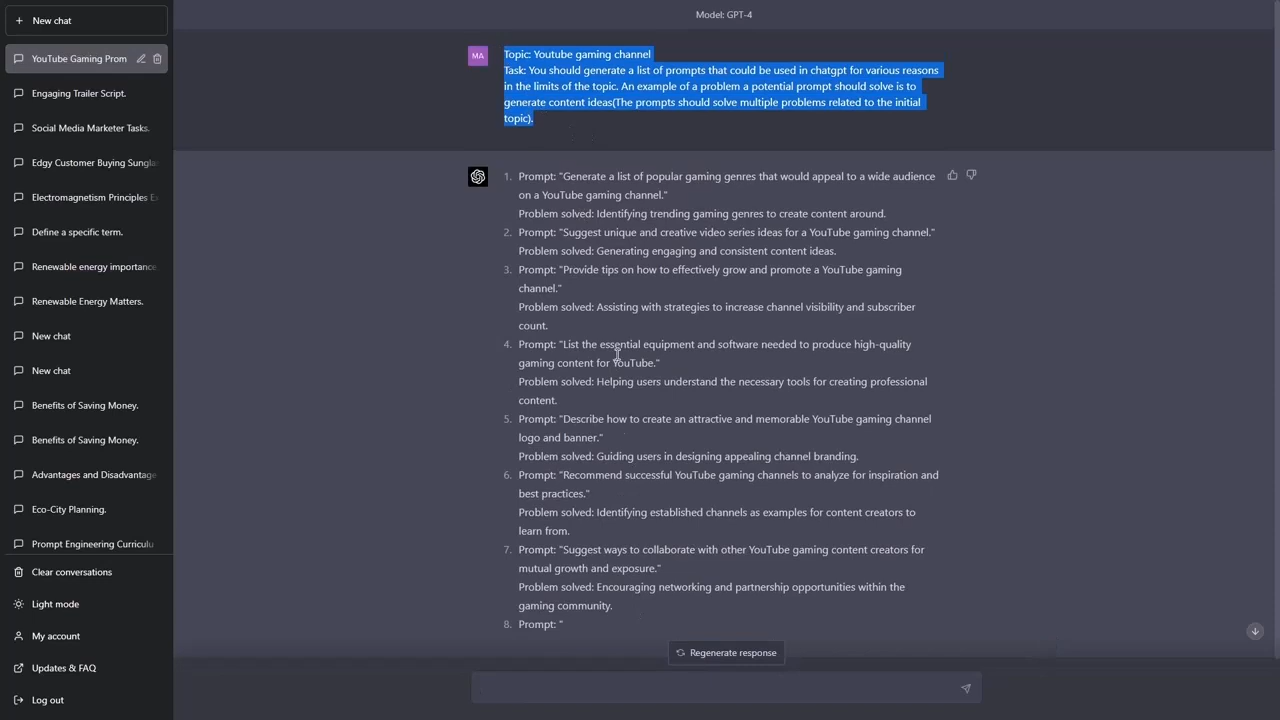 New chat
YouTube Gaming Prom
Engaging Trailer Script.
Social Media Marketer Tasks.
Edgy Customer Buying Sungla
Electromagnetism Principles E
Define a specific term.
Renewable energy importance
Renewable Energy Matters.
New chat
New chat
Benefits of Saving Money.
Benefits of Saving Money.
Advantages and Disadvantage
Eco-City Planning.
Prompt Engineering Curriculu
Clear conversations
Light mode
My account
Updates & FAQ
Log out
Model: GPT-4
MA
Topic: Youtube gaming channel
Task: You should generate a list of prompts that could be used in chatgpt for various reasons
in the limits of the topic. An example of a problem a potential prompt should solve is to
generate content ideas(The prompts should solve multiple problems related to the initial
topic).
1. Prompt: "Generate a list of popular gaming genres that would appeal to a wide audience
on a YouTube gaming channel."
Problem solved: Identifying trending gaming genres to create content around.
2. Prompt: "Suggest unique and creative video series ideas for a YouTube gaming channel."
Problem solved: Generating engaging and consistent content ideas.
3. Prompt: "Provide tips on how to effectively grow and promote a YouTube gaming
channel."
Problem solved: Assisting with strategies to increase channel visibility and subscriber
count.
4. Prompt: "List the essential equipment and software needed to produce high-quality
gaming content for YouTube."
Problem solved: Helping users understand the necessary tools for creating professional
content.
5. Prompt: "Describe how to create an attractive and memorable YouTube gaming channel
logo and banner."
Problem solved: Guiding users in designing appealing channel branding.
6. Prompt: "Recommend successful YouTube gaming channels to analyze for inspiration and
best practices."
Problem solved: Identifying established channels as examples for content creators to
learn from.
7. Prompt: "Suggest ways to collaborate with other YouTube gaming content creators for
mutual growth and exposure."
Problem solved: Encouraging networking and partnership opportunities within the
gaming community.
8. Prompt: "
Regenerate response